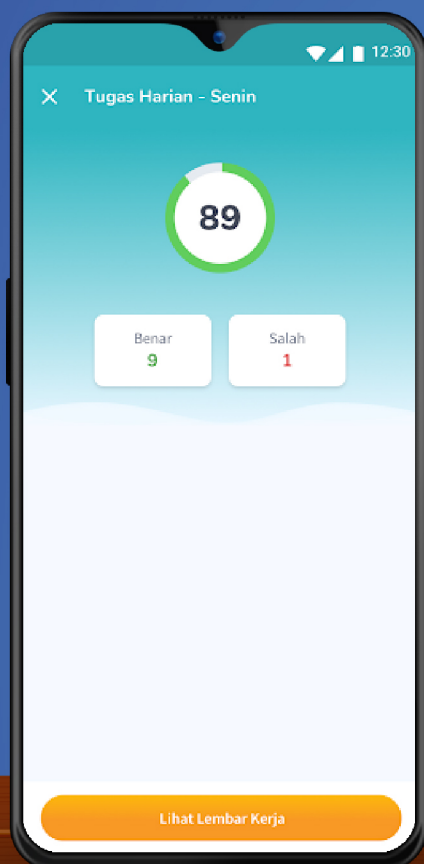 12:30
Tugas Harian - Senin
89
Benar
9
Salah
1
Lihat Lembar Kerja